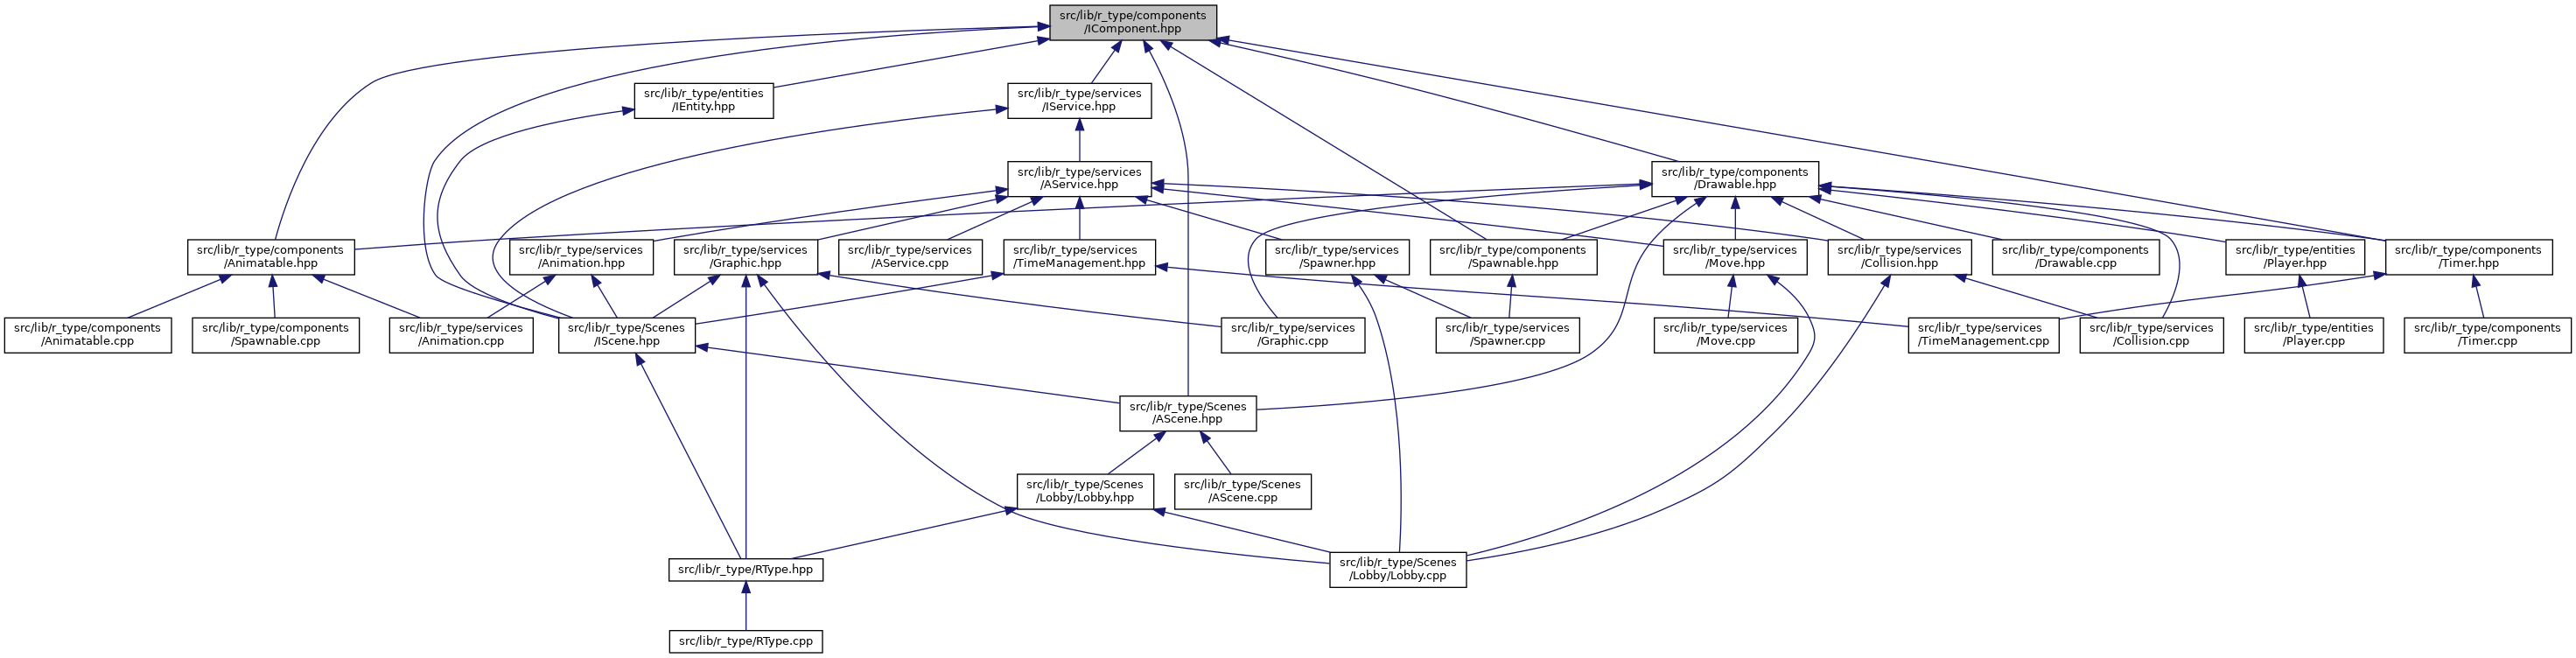 src/lib/r_type/components
/IComponent.hpp
src/lib/r_type/entities
/IEntity.hpp
src/lib/r_type/services
/IService.hpp
src/lib/r_type/services
/AService.hpp
src/lib/r_type/components
/Drawable.hpp
src/lib/r_type/components
/Animatable.hpp
src/lib/r_type/services
/Animation.hpp
src/lib/r_type/services
/Graphic.hpp
src/lib/r_type/services
/AService.cpp
src/lib/r_type/services
/TimeManagement.hpp
src/lib/r_type/services
/Spawner.hpp
src/lib/r_type/components
/Spawnable.hpp
src/lib/r_type/services
/Move.hpp
src/lib/r_type/services
/Collision.hpp
src/lib/r_type/components
/Drawable.cpp
src/lib/r_type/entities
/Player.hpp
src/lib/r_type/components
/Timer.hpp
src/lib/r_type/components
/Animatable.cpp
src/lib/r_type/components
/Spawnable.cpp
src/lib/r_type/services
/Animation.cpp
src/lib/r_type/Scenes
/IScene.hpp
src/lib/r_type/services
/Graphic.cpp
src/lib/r_type/services
/Spawner.cpp
src/lib/r_type/services
/Move.cpp
src/lib/r_type/services
/TimeManagement.cpp
src/lib/r_type/services
/Collision.cpp
src/lib/r_type/entities
/Player.cpp
src/lib/r_type/components
/Timer.cpp
src/lib/r_type/Scenes
/AScene.hpp
src/lib/r_type/Scenes
/Lobby/Lobby.hpp
src/lib/r_type/Scenes
/AScene.cpp
src/lib/r_type/RType.hpp
src/lib/r_type/Scenes
/Lobby/Lobby.cpp
src/lib/r_type/RType.cpp